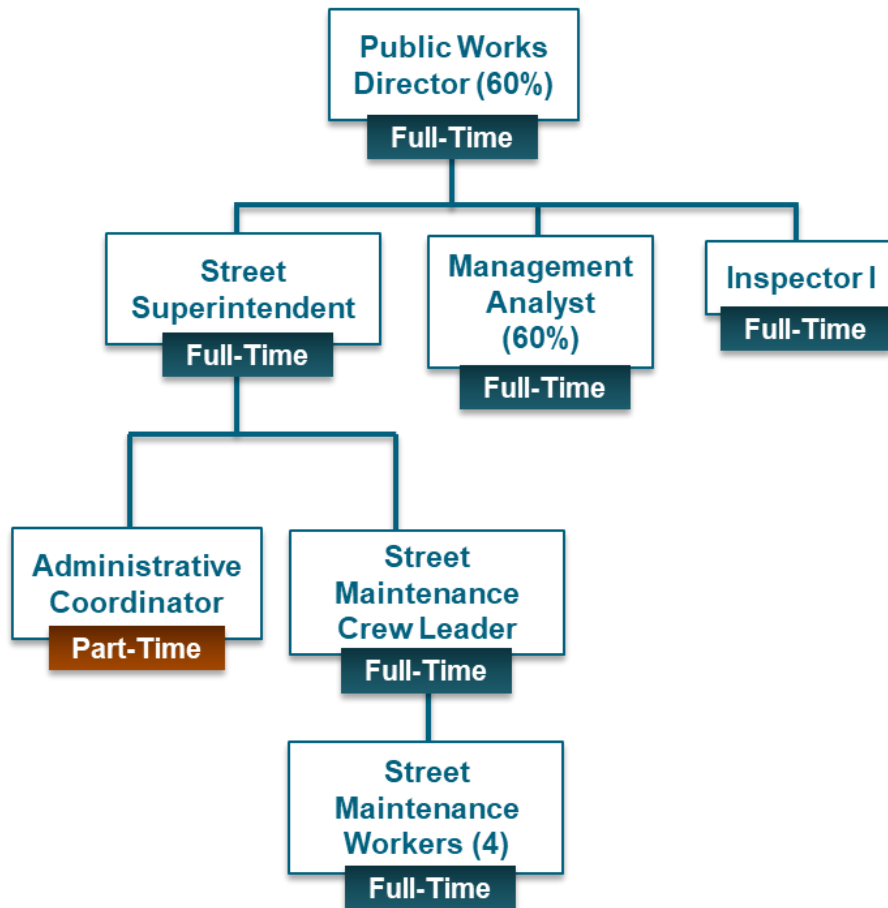 Public Works
Director (60%)
Full-Time
Street
Superintendent
Full-Time
Management
Analyst
(60%)
Full-Time
Inspector I
Full-Time
Administrative
Coordinator
Part-Time
Street
Maintenance
Crew Leader
Full-Time
Street
Maintenance
Workers (4)
Full-Time